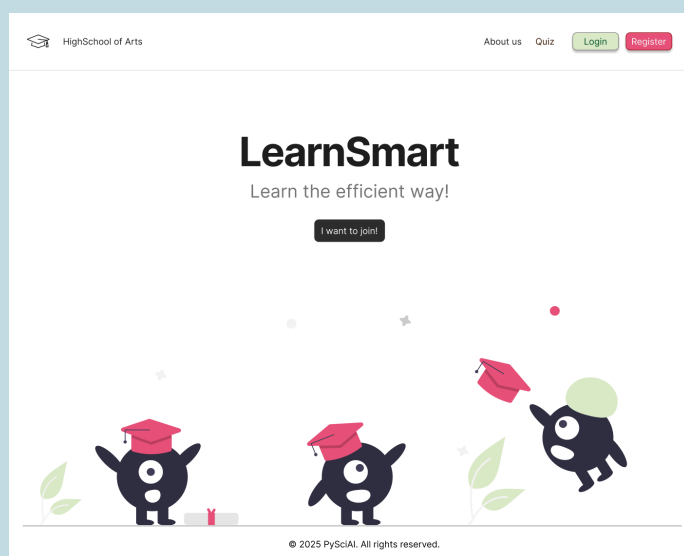 HighSchool of Arts
About us
Quiz
Login
Register
LearnSmart
Learn the efficient way!
I want to join!
© 2025 PySciAI. All rights reserved.